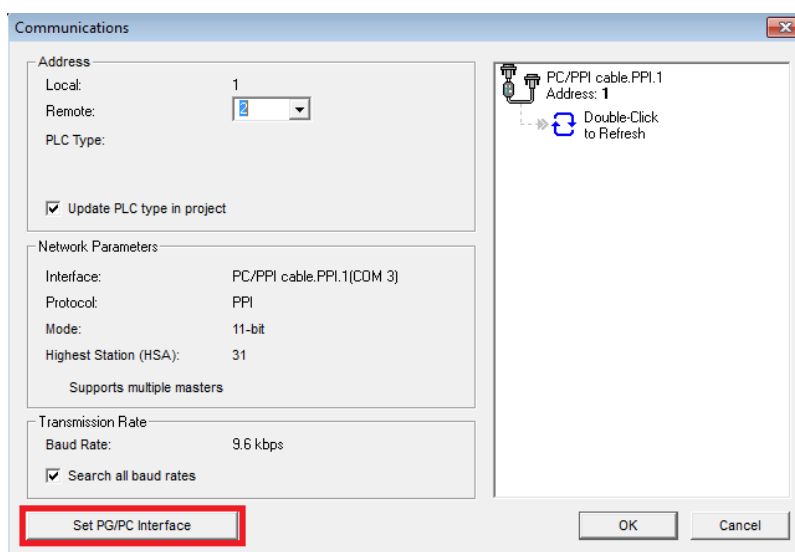 Communications
Address
Local: 1
Remote: 2
PLC Type:
Update PLC type in project
Network Parameters
Interface: PC/PPI cable.PPI.1(COM 3)
Protocol: PPI
Mode: 11-bit
Highest Station (HSA): 31
Supports multiple masters
Transmission Rate
Baud Rate: 9.6 kbps
Search all baud rates
Set PG/PC Interface
PC/PPI cable.PPI.1
Address: 1
Double-Click
to Refresh
OK
Cancel